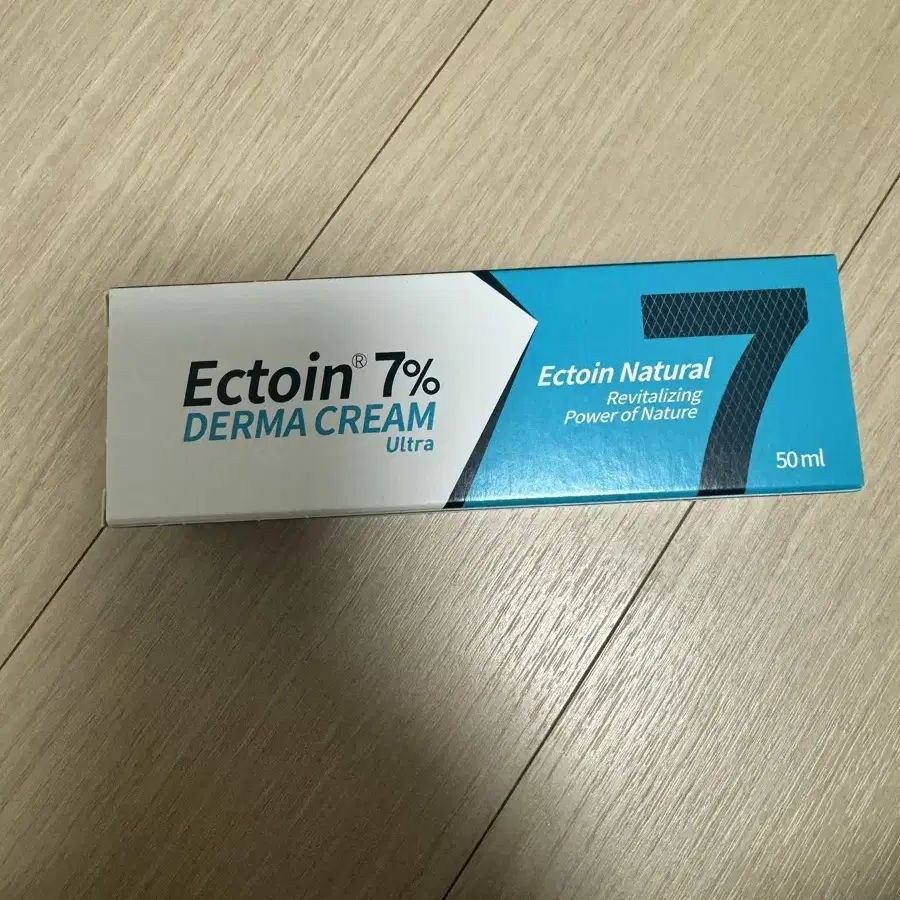 Ectoin® 7%
DERMA CREAM
Ultra
Ectoin Natural
Revitalizing
Power of Nature
7
50 ml